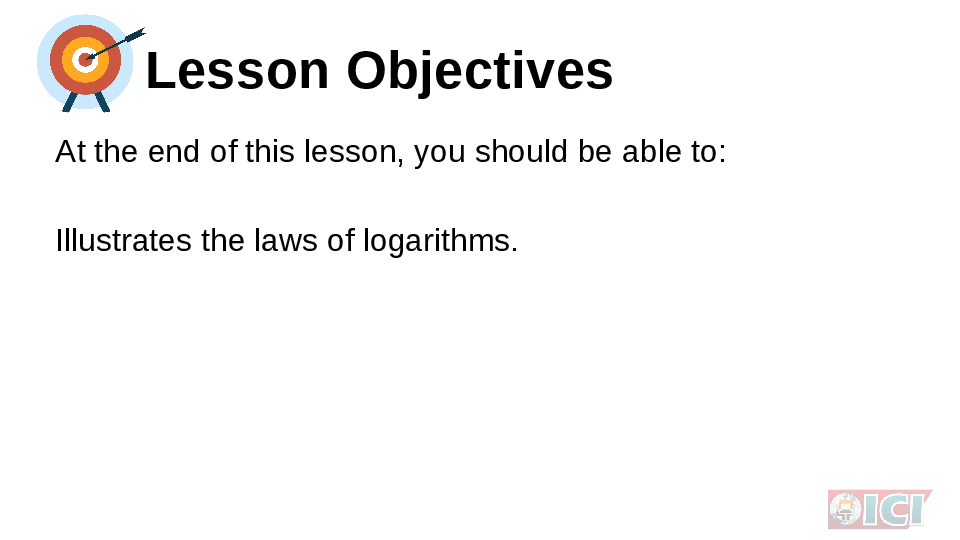 Lesson Objectives
At the end of this lesson, you should be able to:
Illustrates the laws of logarithms.
ICI